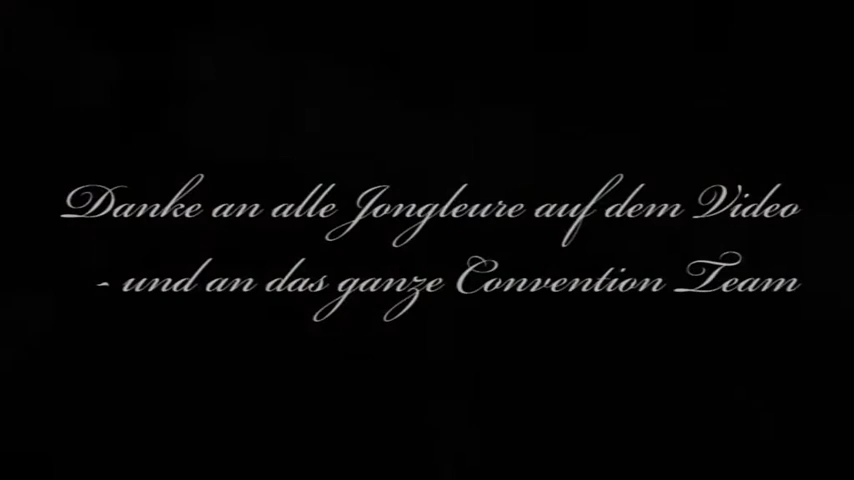 Danke an alle Jongleure auf dem Video
- und an das ganze Convention Team